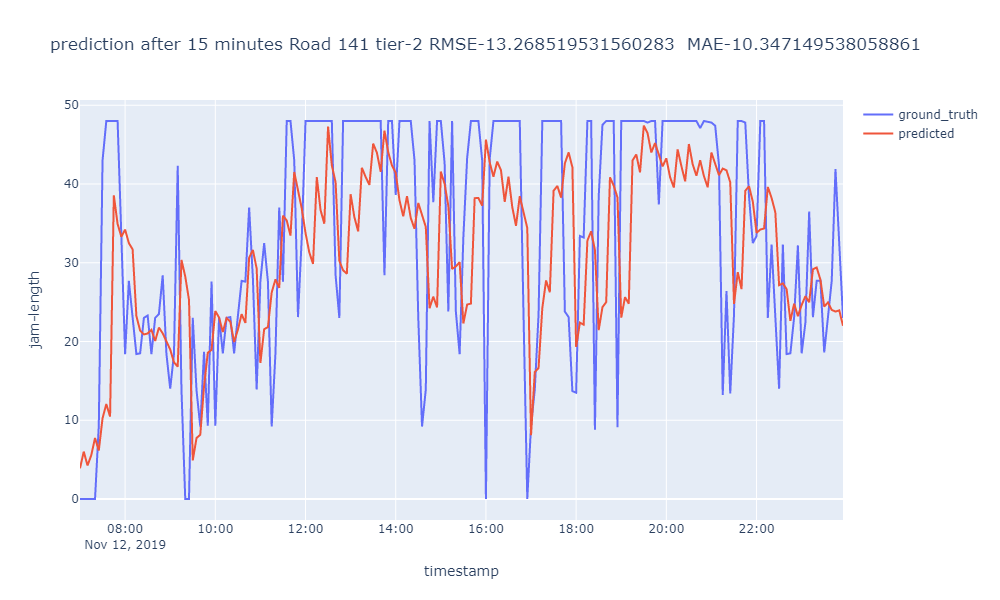 prediction after 15 minutes Road 141 tier-2 RMSE-13.268519531560283  MAE-10.347149538058861
ground_truth
predicted
jam-length
50
40
30
20
10
0
08:00 10:00 12:00 14:00 16:00 18:00 20:00 22:00
Nov 12, 2019
timestamp